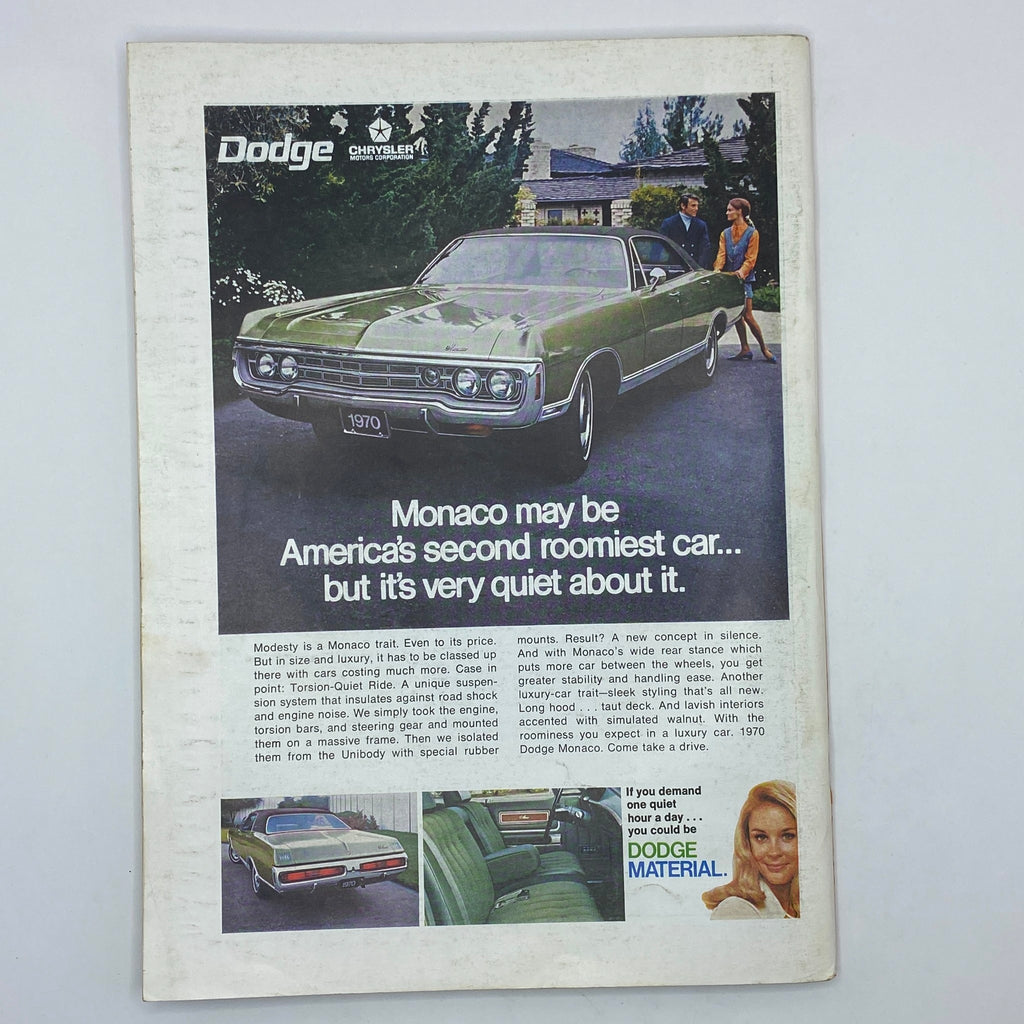 Dodge
CHRYSLER
MOTORS CORPORATION
1970
Monaco may be
America's second roomiest car...
but it's very quiet about it.
Modesty is a Monaco trait. Even to its price.
But in size and luxury, it has to be classed up
there with cars costing much more. Case in
point: Torsion-Quiet Ride. A unique suspen-
sion system that insulates against road shock
and engine noise. We simply took the engine,
torsion bars, and steering gear and mounted
them on a massive frame. Then we isolated
them from the Unibody with special rubber
mounts. Result? A new concept in silence.
And with Monaco's wide rear stance which
puts more car between the wheels, you get
greater stability and handling ease. Another
luxury-car trait—sleek styling that's all new.
Long hood . . . taut deck. And lavish interiors
accented with simulated walnut. With the
roominess you expect in a luxury car. 1970
Dodge Monaco. Come take a drive.
1970
If you demand
one quiet
hour a day . . .
you could be
DODGE
MATERIAL.